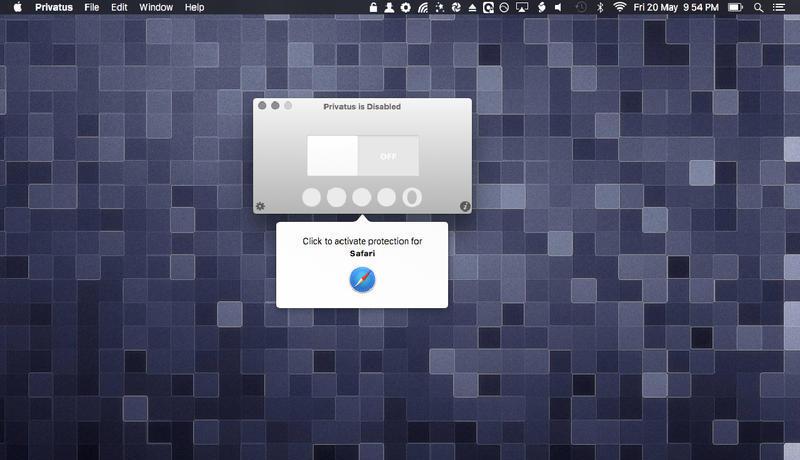 Privatus File Edit Window Help Fri 20 May 9:54 PM
Privatus is Disabled
OFF
Click to activate protection for
Safari